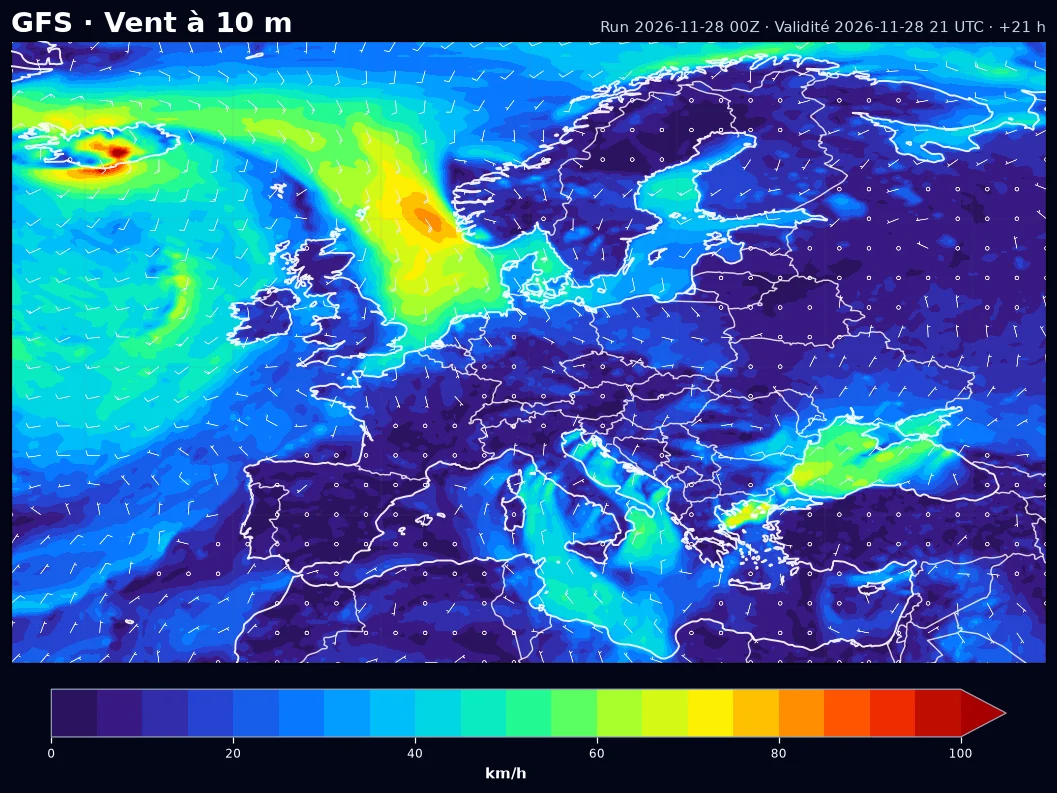 GFS · Vent à 10 m
Run 2026-11-28 00Z · Validité 2026-11-28 21 UTC · +21 h
0 20 40 60 80 100
km/h